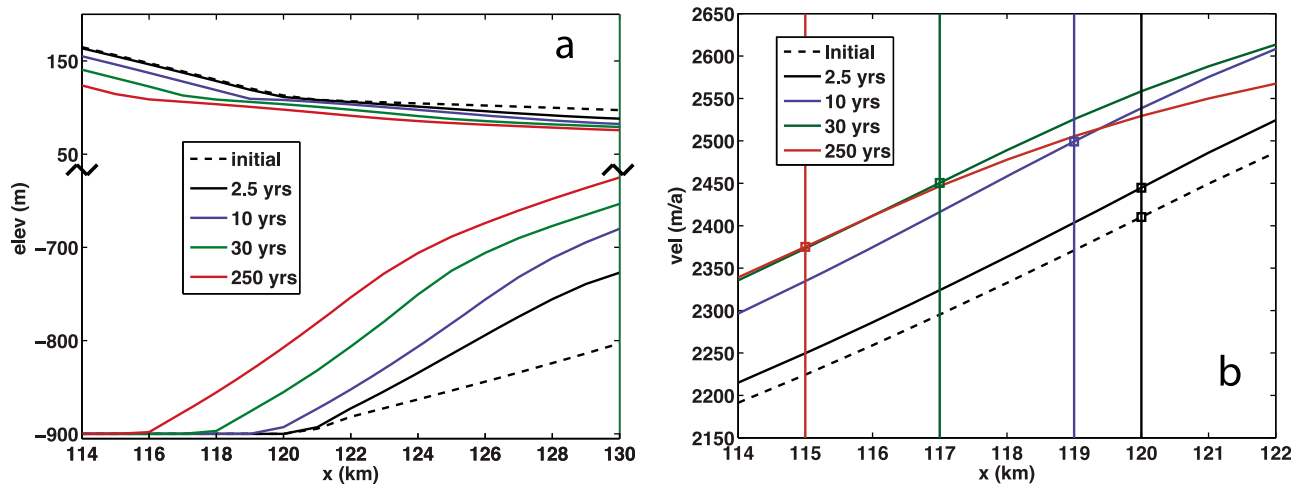 a
150
50
−700
−800
−900
elev (m)
initial
2.5 yrs
10 yrs
30 yrs
250 yrs
114 116 118 120 122 124 126 128 130
x (km)
b
2650
2600
2550
2500
2450
2400
2350
2300
2250
2200
2150
vel (m/a)
Initial
2.5 yrs
10 yrs
30 yrs
250 yrs
114 115 116 117 118 119 120 121 122
x (km)